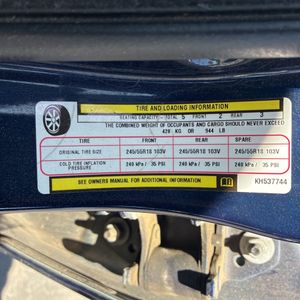 TIRE AND LOADING INFORMATION
SEATING CAPACITY - TOTAL 5 FRONT 2 REAR 3
THE COMBINED WEIGHT OF OCCUPANTS AND CARGO SHOULD NEVER EXCEED
428 KG OR 944 LB
TIRE FRONT REAR SPARE
ORIGINAL TIRE SIZE 245/55R18 103V 245/55R18 103V 245/55R18 103V
COLD TIRE INFLATION PRESSURE 240 kPa / 35 PSI 240 kPa / 35 PSI 240 kPa / 35 PSI
SEE OWNERS MANUAL FOR ADDITIONAL INFORMATION KH537744